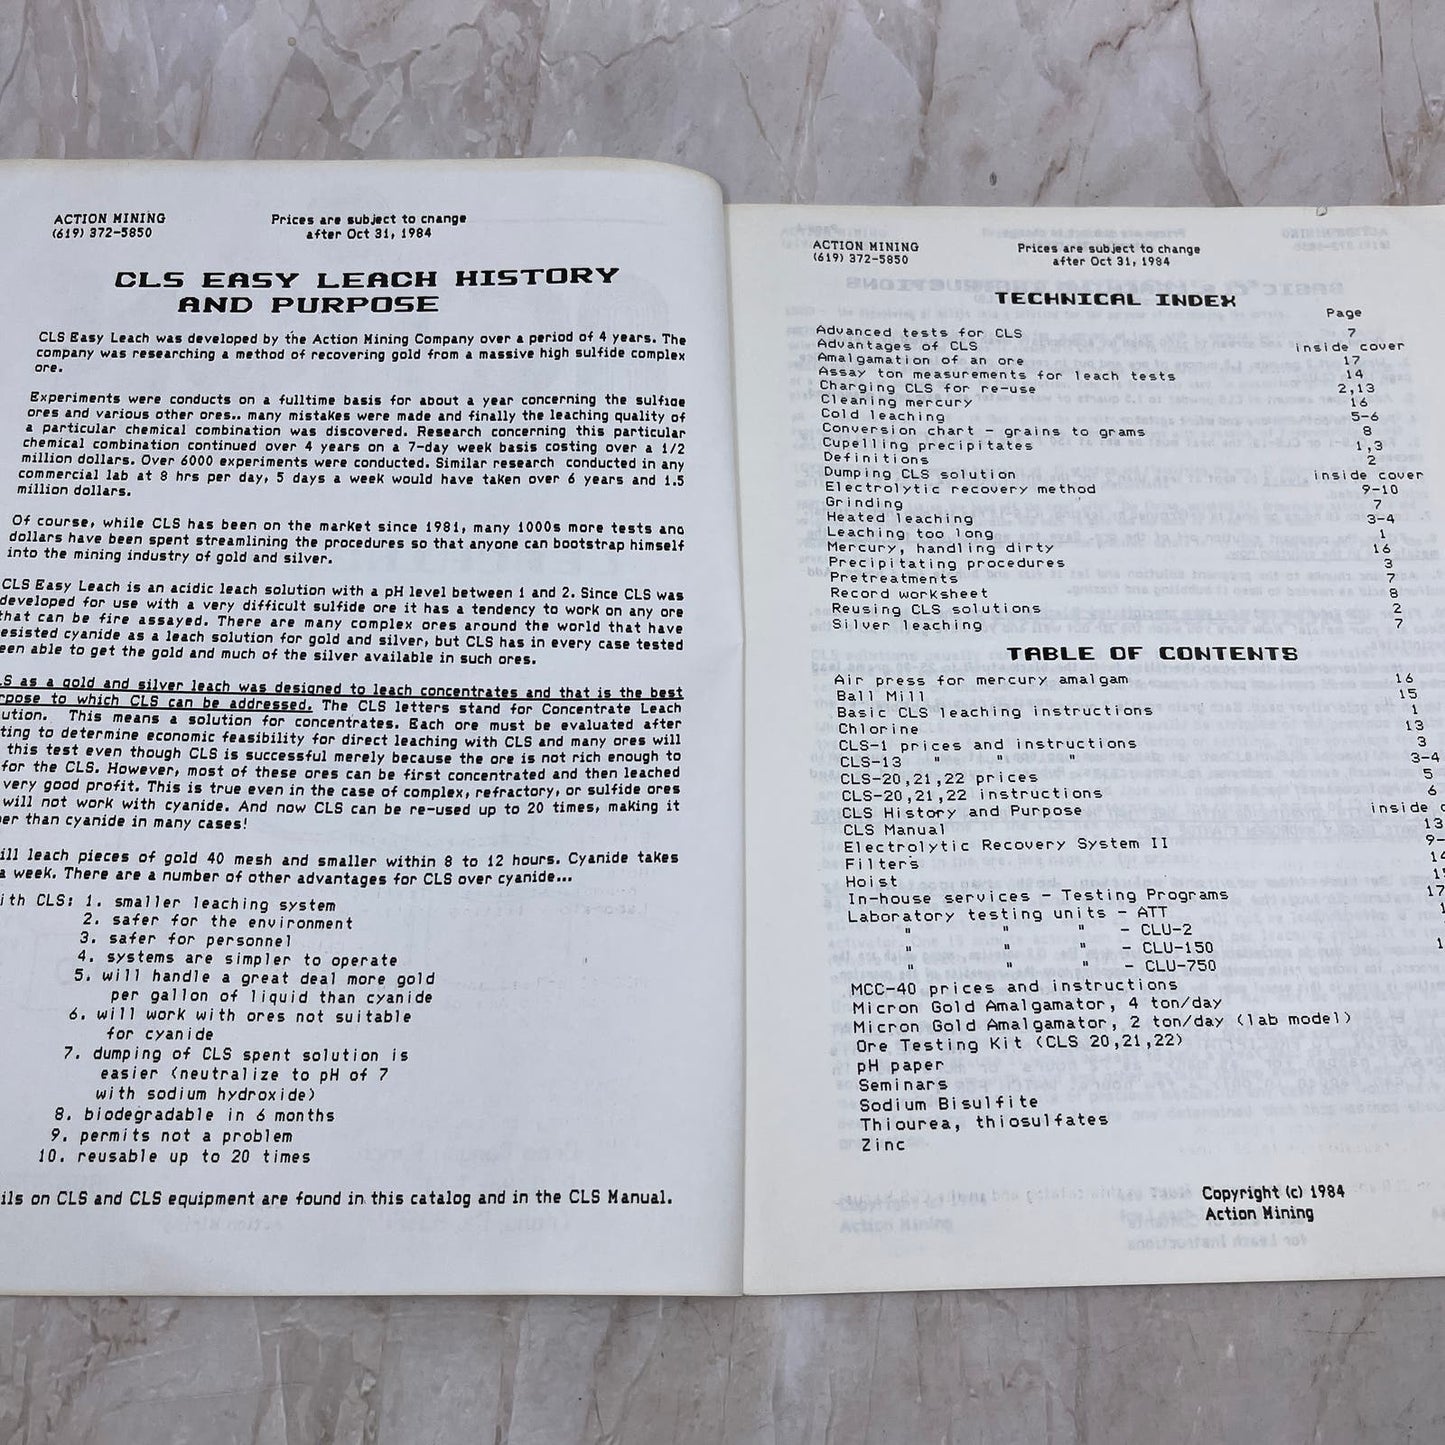 ACTION MINING
(619) 372-5850
Prices are subject to change
after Oct 31, 1984
CLS EASY LEACH HISTORY
AND PURPOSE
CLS Easy Leach was developed by the Action Mining Company over a period of 4 years. The
company was researching a method of recovering gold from a massive high sulfide complex
ore.
Experiments were conducts on a fulltime basis for about a year concerning the sulfide
ores and various other ores.. many mistakes were made and finally the leaching quality of
a particular chemical combination was discovered. Research concerning this particular
chemical combination continued over 4 years on a 7-day week basis costing over a 1/2
million dollars. Over 6000 experiments were conducted. Similar research conducted in any
commercial lab at 8 hrs per day, 5 days a week would have taken over 6 years and 1.5
million dollars.
Of course, while CLS has been on the market since 1981, many 1000s more tests and
dollars have been spent streamlining the procedures so that anyone can bootstrap himself
into the mining industry of gold and silver.
CLS Easy Leach is an acidic leach solution with a pH level between 1 and 2. Since CLS was
developed for use with a very difficult sulfide ore it has a tendency to work on any ore
that can be fire assayed. There are many complex ores around the world that have
esisted cyanide as a leach solution for gold and silver, but CLS has in every case tested
een able to get the gold and much of the silver available in such ores.
LS as a gold and silver leach was designed to leach concentrates and that is the best
rpose to which CLS can be addressed. The CLS letters stand for Concentrate Leach
ution. This means a solution for concentrates. Each ore must be evaluated after
ting to determine economic feasibility for direct leaching with CLS and many ores will
this test even though CLS is successful merely because the ore is not rich enough to
for the CLS. However, most of these ores can be first concentrated and then leached
very good profit. This is true even in the case of complex, refractory, or sulfide ores
will not work with cyanide. And now CLS can be re-used up to 20 times, making it
er than cyanide in many cases!
ill leach pieces of gold 40 mesh and smaller within 8 to 12 hours. Cyanide takes
a week. There are a number of other advantages for CLS over cyanide...
ith CLS: 1. smaller leaching system
2. safer for the environment
3. safer for personnel
4. systems are simpler to operate
5. will handle a great deal more gold
per gallon of liquid than cyanide
6. will work with ores not suitable
for cyanide
7. dumping of CLS spent solution is
easier (neutralize to pH of 7
with sodium hydroxide)
8. biodegradable in 6 months
9. permits not a problem
10. reusable up to 20 times
ils on CLS and CLS equipment are found in this catalog and in the CLS Manual.
ACTION MINING
(619) 372-5850
Prices are subject to change
after Oct 31, 1984
TECHNICAL INDEX
Page
Advanced tests for CLS 7
Advantages of CLS inside cover
Amalgamation of an ore 17
Assay ton measurements for leach tests 14
Charging CLS for re-use 2,13
Cleaning mercury 16
Cold leaching 5-6
Conversion chart - grains to grams 8
Cupelling precipitates 1,3
Definitions 2
Dumping CLS solution inside cover
Electrolytic recovery method 9-10
Grinding 7
Heated leaching 3-4
Leaching too long 1
Mercury, handling dirty 16
Precipitating procedures 3
Pretreatments 7
Record worksheet 8
Reusing CLS solutions 2
Silver leaching 7
TABLE OF CONTENTS
Air press for mercury amalgam 16
Ball Mill 15
Basic CLS leaching instructions 1
Chlorine 13
CLS-1 prices and instructions 3
CLS-13 " " " 3-4
CLS-20,21,22 prices 5
CLS-20,21,22 instructions 6
CLS History and Purpose inside c
CLS Manual 13
Electrolytic Recovery System II 9-
Filters 14
Hoist 15
In-house services - Testing Programs 17
Laboratory testing units - ATT 1
" " " - CLU-2
" " " - CLU-150 1
" " " - CLU-750
MCC-40 prices and instructions
Micron Gold Amalgamator, 4 ton/day
Micron Gold Amalgamator, 2 ton/day (lab model)
Ore Testing Kit (CLS 20,21,22)
pH paper
Seminars
Sodium Bisulfite
Thiourea, thiosulfates
Zinc
Copyright (c) 1984
Action Mining